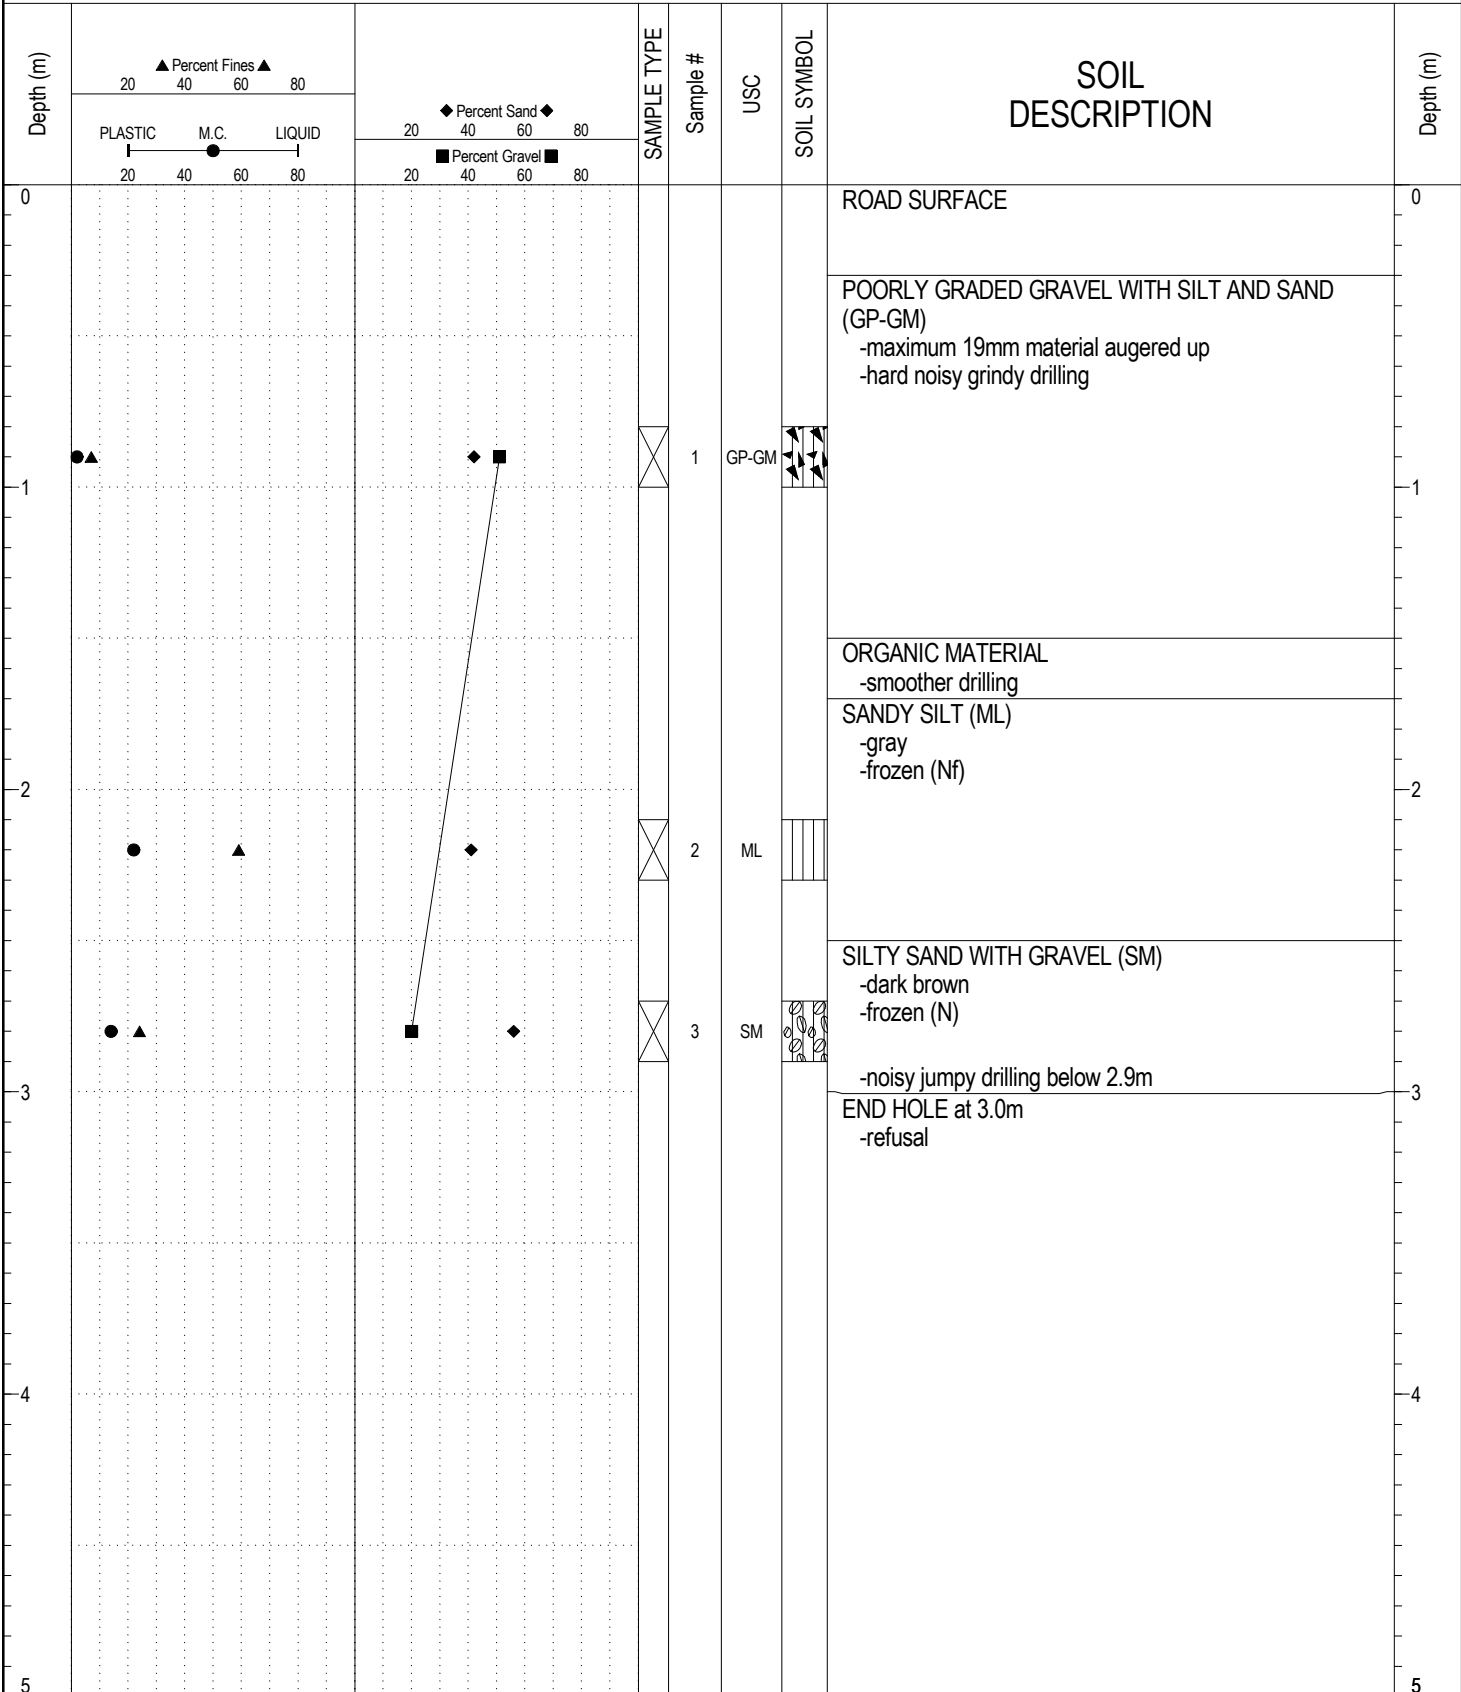 Depth (m)
▲ Percent Fines ▲
20 40 60 80
PLASTIC M.C. LIQUID
20 40 60 80
◆ Percent Sand ◆
20 40 60 80
■ Percent Gravel ■
20 40 60 80
SAMPLE TYPE
Sample #
USC
SOIL SYMBOL
SOIL
DESCRIPTION
Depth (m)
0
ROAD SURFACE
0
POORLY GRADED GRAVEL WITH SILT AND SAND
(GP-GM)
-maximum 19mm material augered up
-hard noisy grindy drilling
1 GP-GM
1
1
ORGANIC MATERIAL
-smoother drilling
SANDY SILT (ML)
-gray
-frozen (Nf)
2
2
2 ML
SILTY SAND WITH GRAVEL (SM)
-dark brown
-frozen (N)
3 SM
-noisy jumpy drilling below 2.9m
3
3
END HOLE at 3.0m
-refusal
4
4
5
5